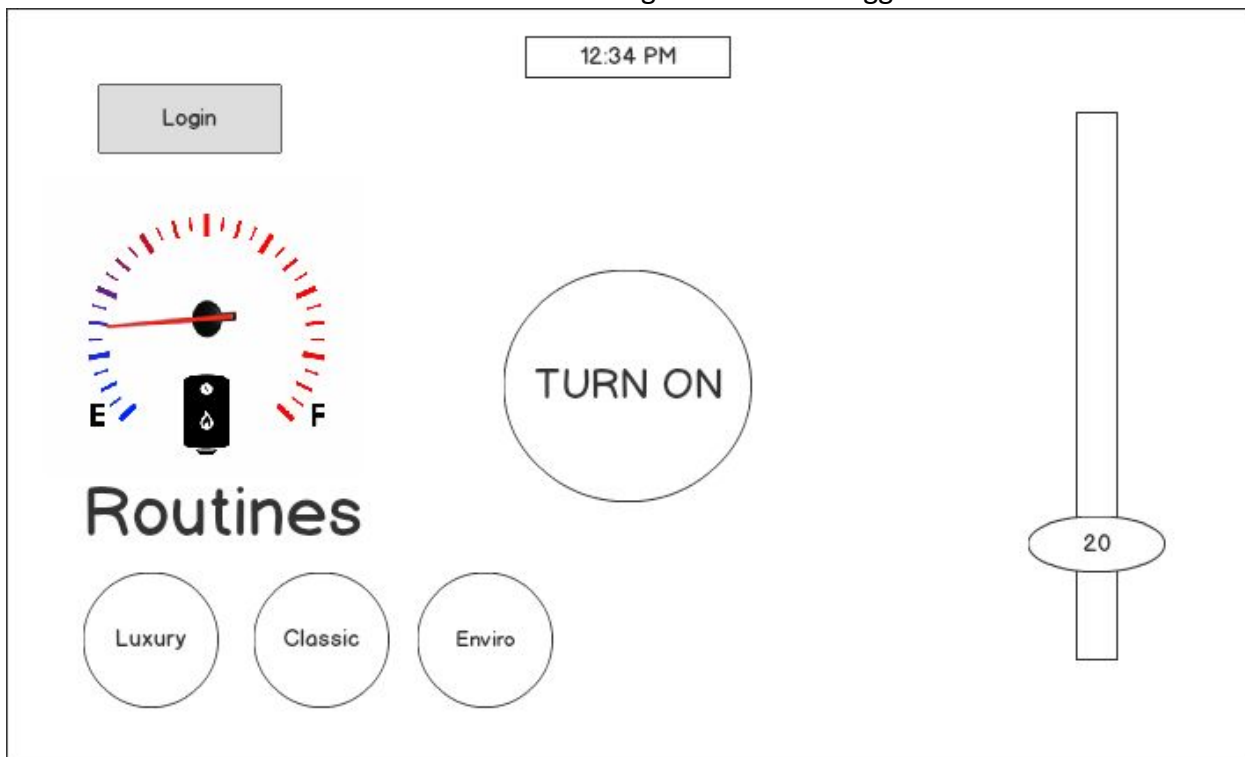 12:34 PM
Login
E F
TURN ON
Routines
20
Luxury Classic Enviro